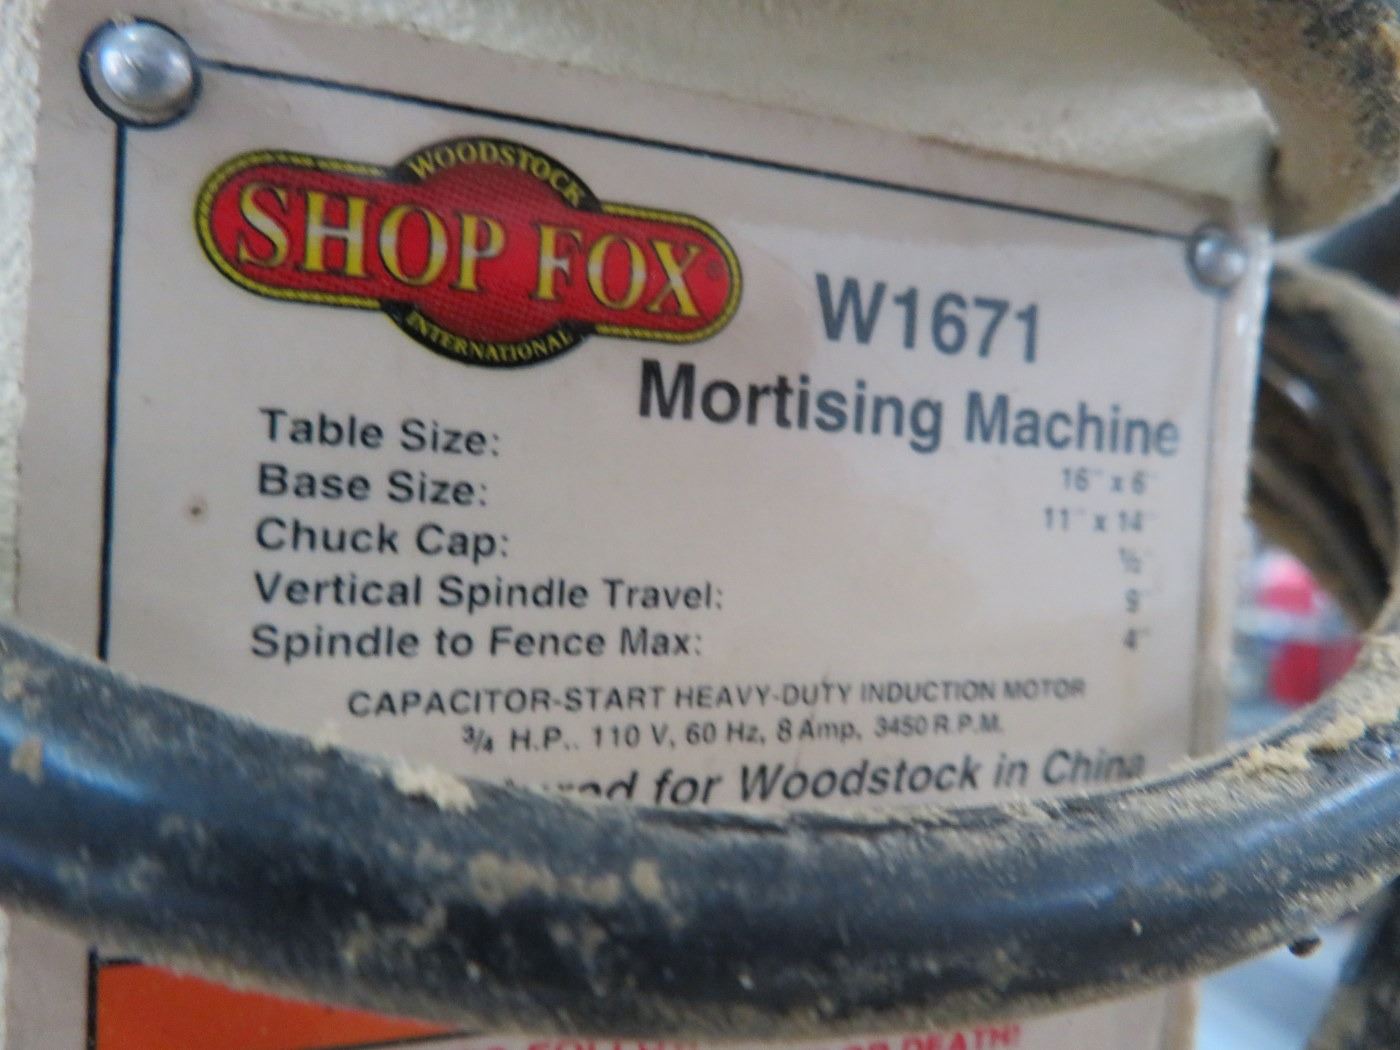 WOODSTOCK
SHOP FOX®
INTERNATIONAL
W1671
Mortising Machine
Table Size: 16" x 6"
Base Size: 11" x 14"
Chuck Cap: ½"
Vertical Spindle Travel: 9"
Spindle to Fence Max: 4"
CAPACITOR-START HEAVY-DUTY INDUCTION MOTOR
3/4 H.P.. 110 V, 60 Hz, 8 Amp, 3450 R.P.M.
for Woodstock in China
OR DEATH!